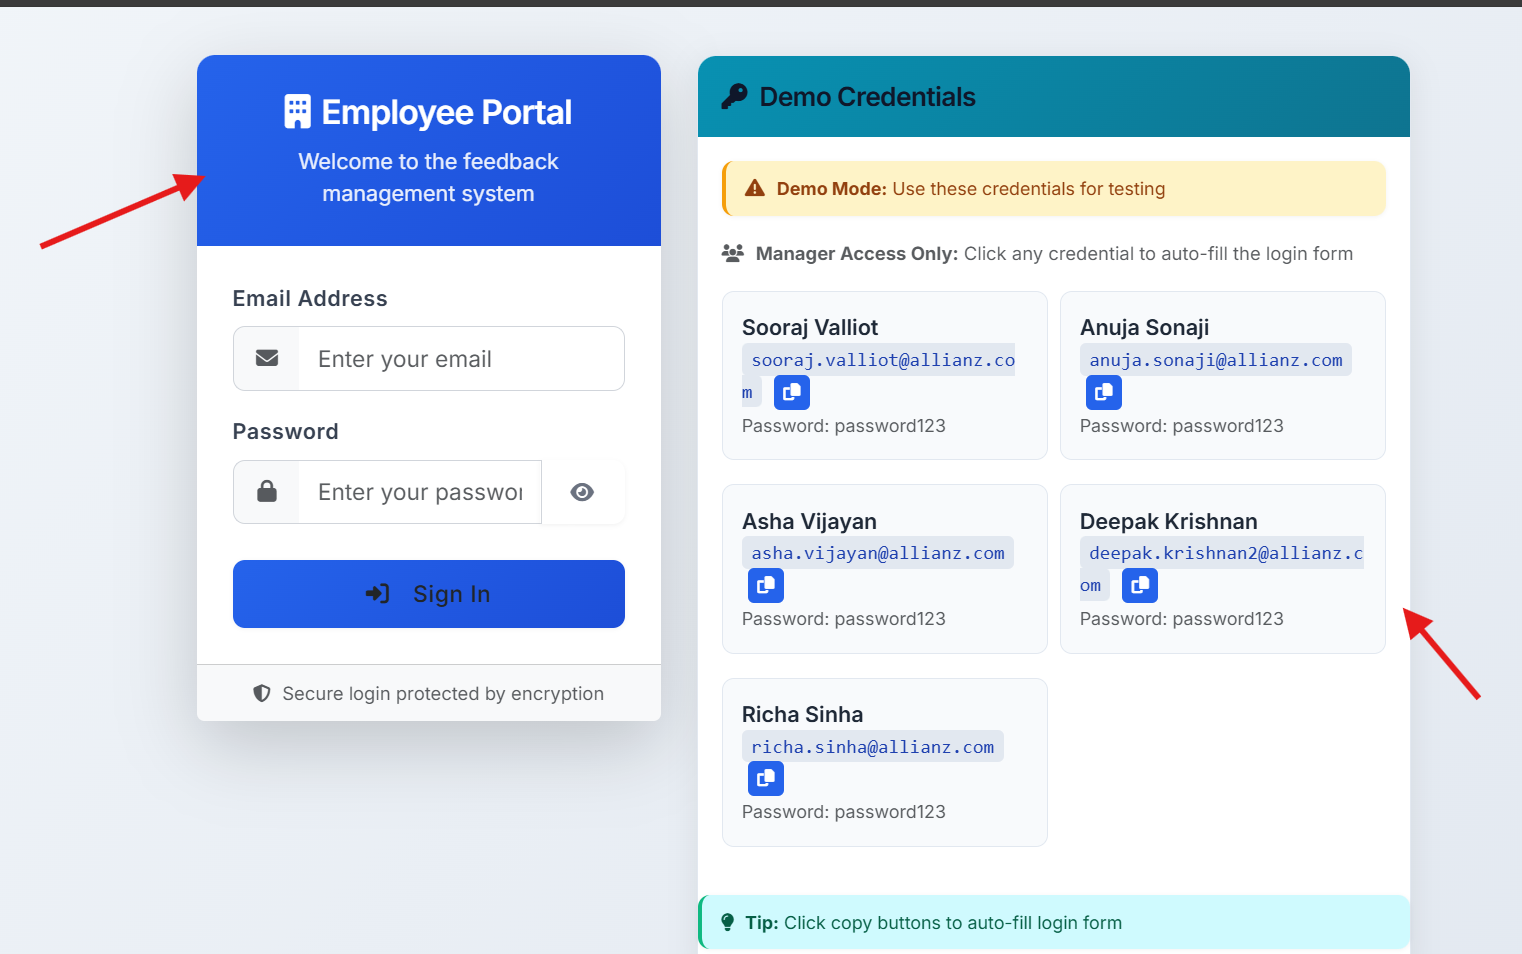 Employee Portal
Welcome to the feedback
management system
Email Address
Enter your email
Password
Enter your passwor
Sign In
Secure login protected by encryption
Demo Credentials
Demo Mode: Use these credentials for testing
Manager Access Only: Click any credential to auto-fill the login form
Sooraj Valliot
sooraj.valliot@allianz.co
m
Password: password123
Anuja Sonaji
anuja.sonaji@allianz.com
Password: password123
Asha Vijayan
asha.vijayan@allianz.com
Password: password123
Deepak Krishnan
deepak.krishnan2@allianz.c
om
Password: password123
Richa Sinha
richa.sinha@allianz.com
Password: password123
Tip: Click copy buttons to auto-fill login form